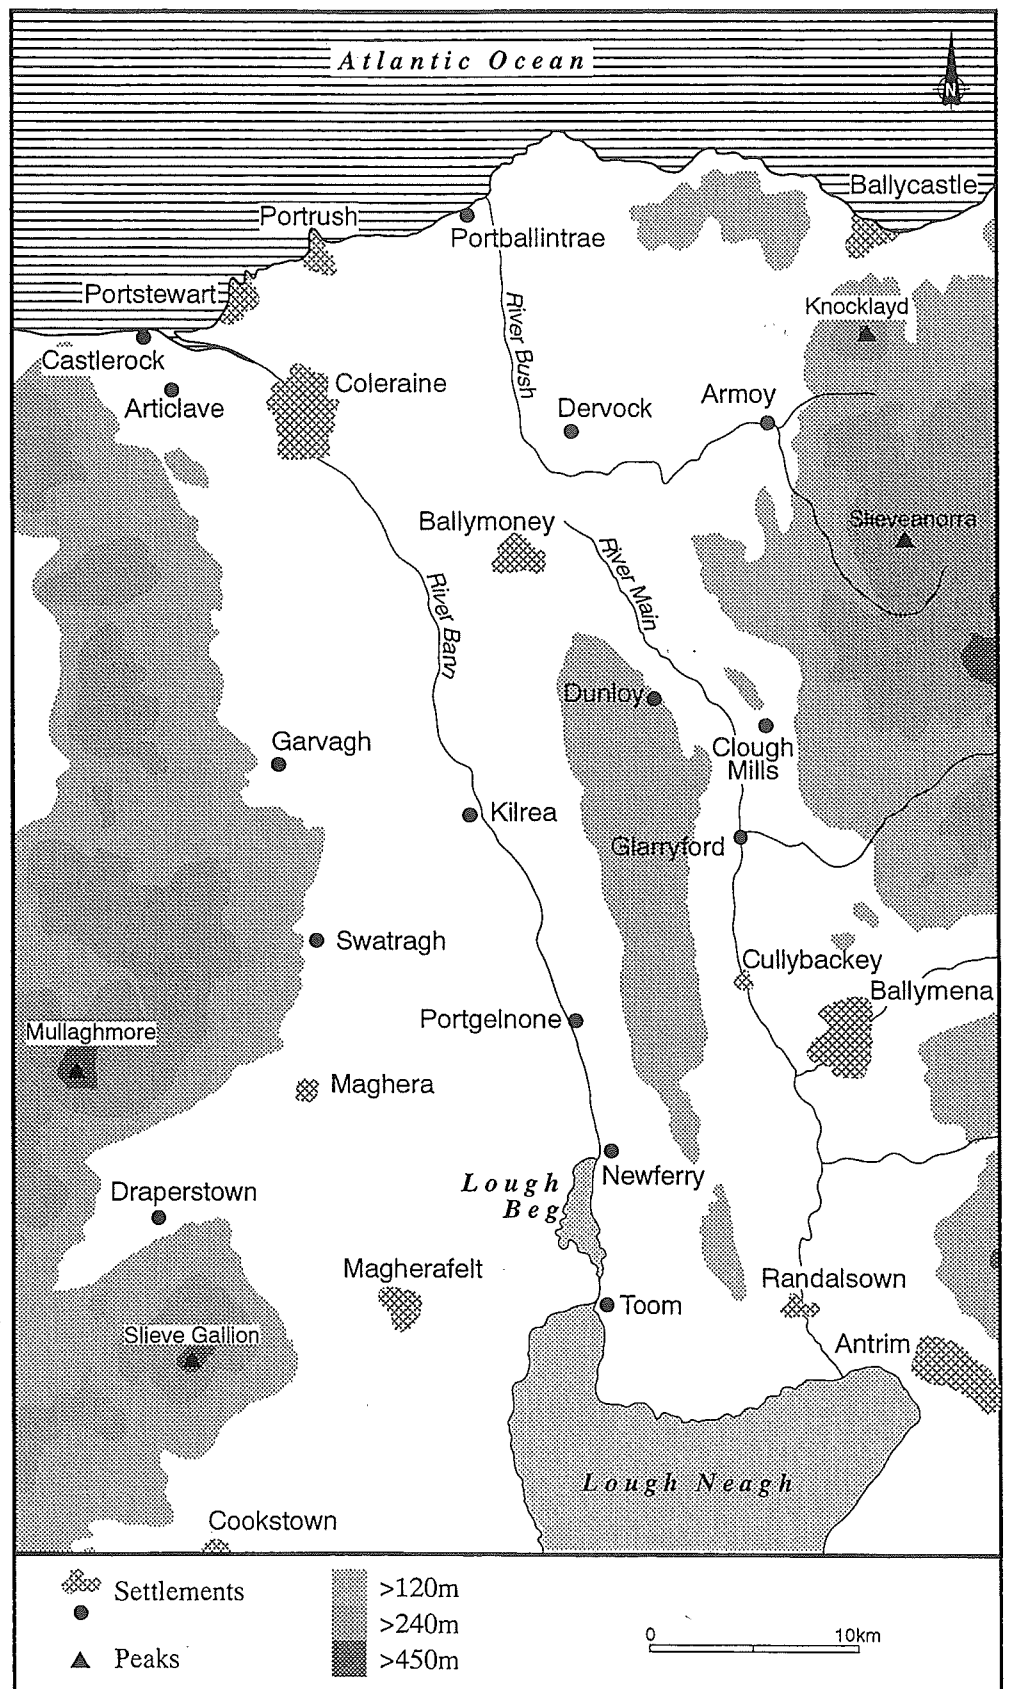 Atlantic Ocean
N
Ballycastle
Portrush
Portballintrae
Portstewart
River Bush
Knocklayd
Castlerock
Coleraine
Articlave
Dervock
Armoy
Ballymoney
River Main
Slieveanorra
River Bann
Dunloy
Garvagh
Clough
Mills
Kilrea
Glarryford
Swatragh
Cullybackey
Ballymena
Portgelnone
Mullaghmore
Maghera
Newferry
Lough
Beg
Draperstown
Magherafelt
Randalsown
Toom
Slieve Gallion
Antrim
Lough Neagh
Cookstown
Settlements
Peaks
>120m
>240m
>450m
0 10km